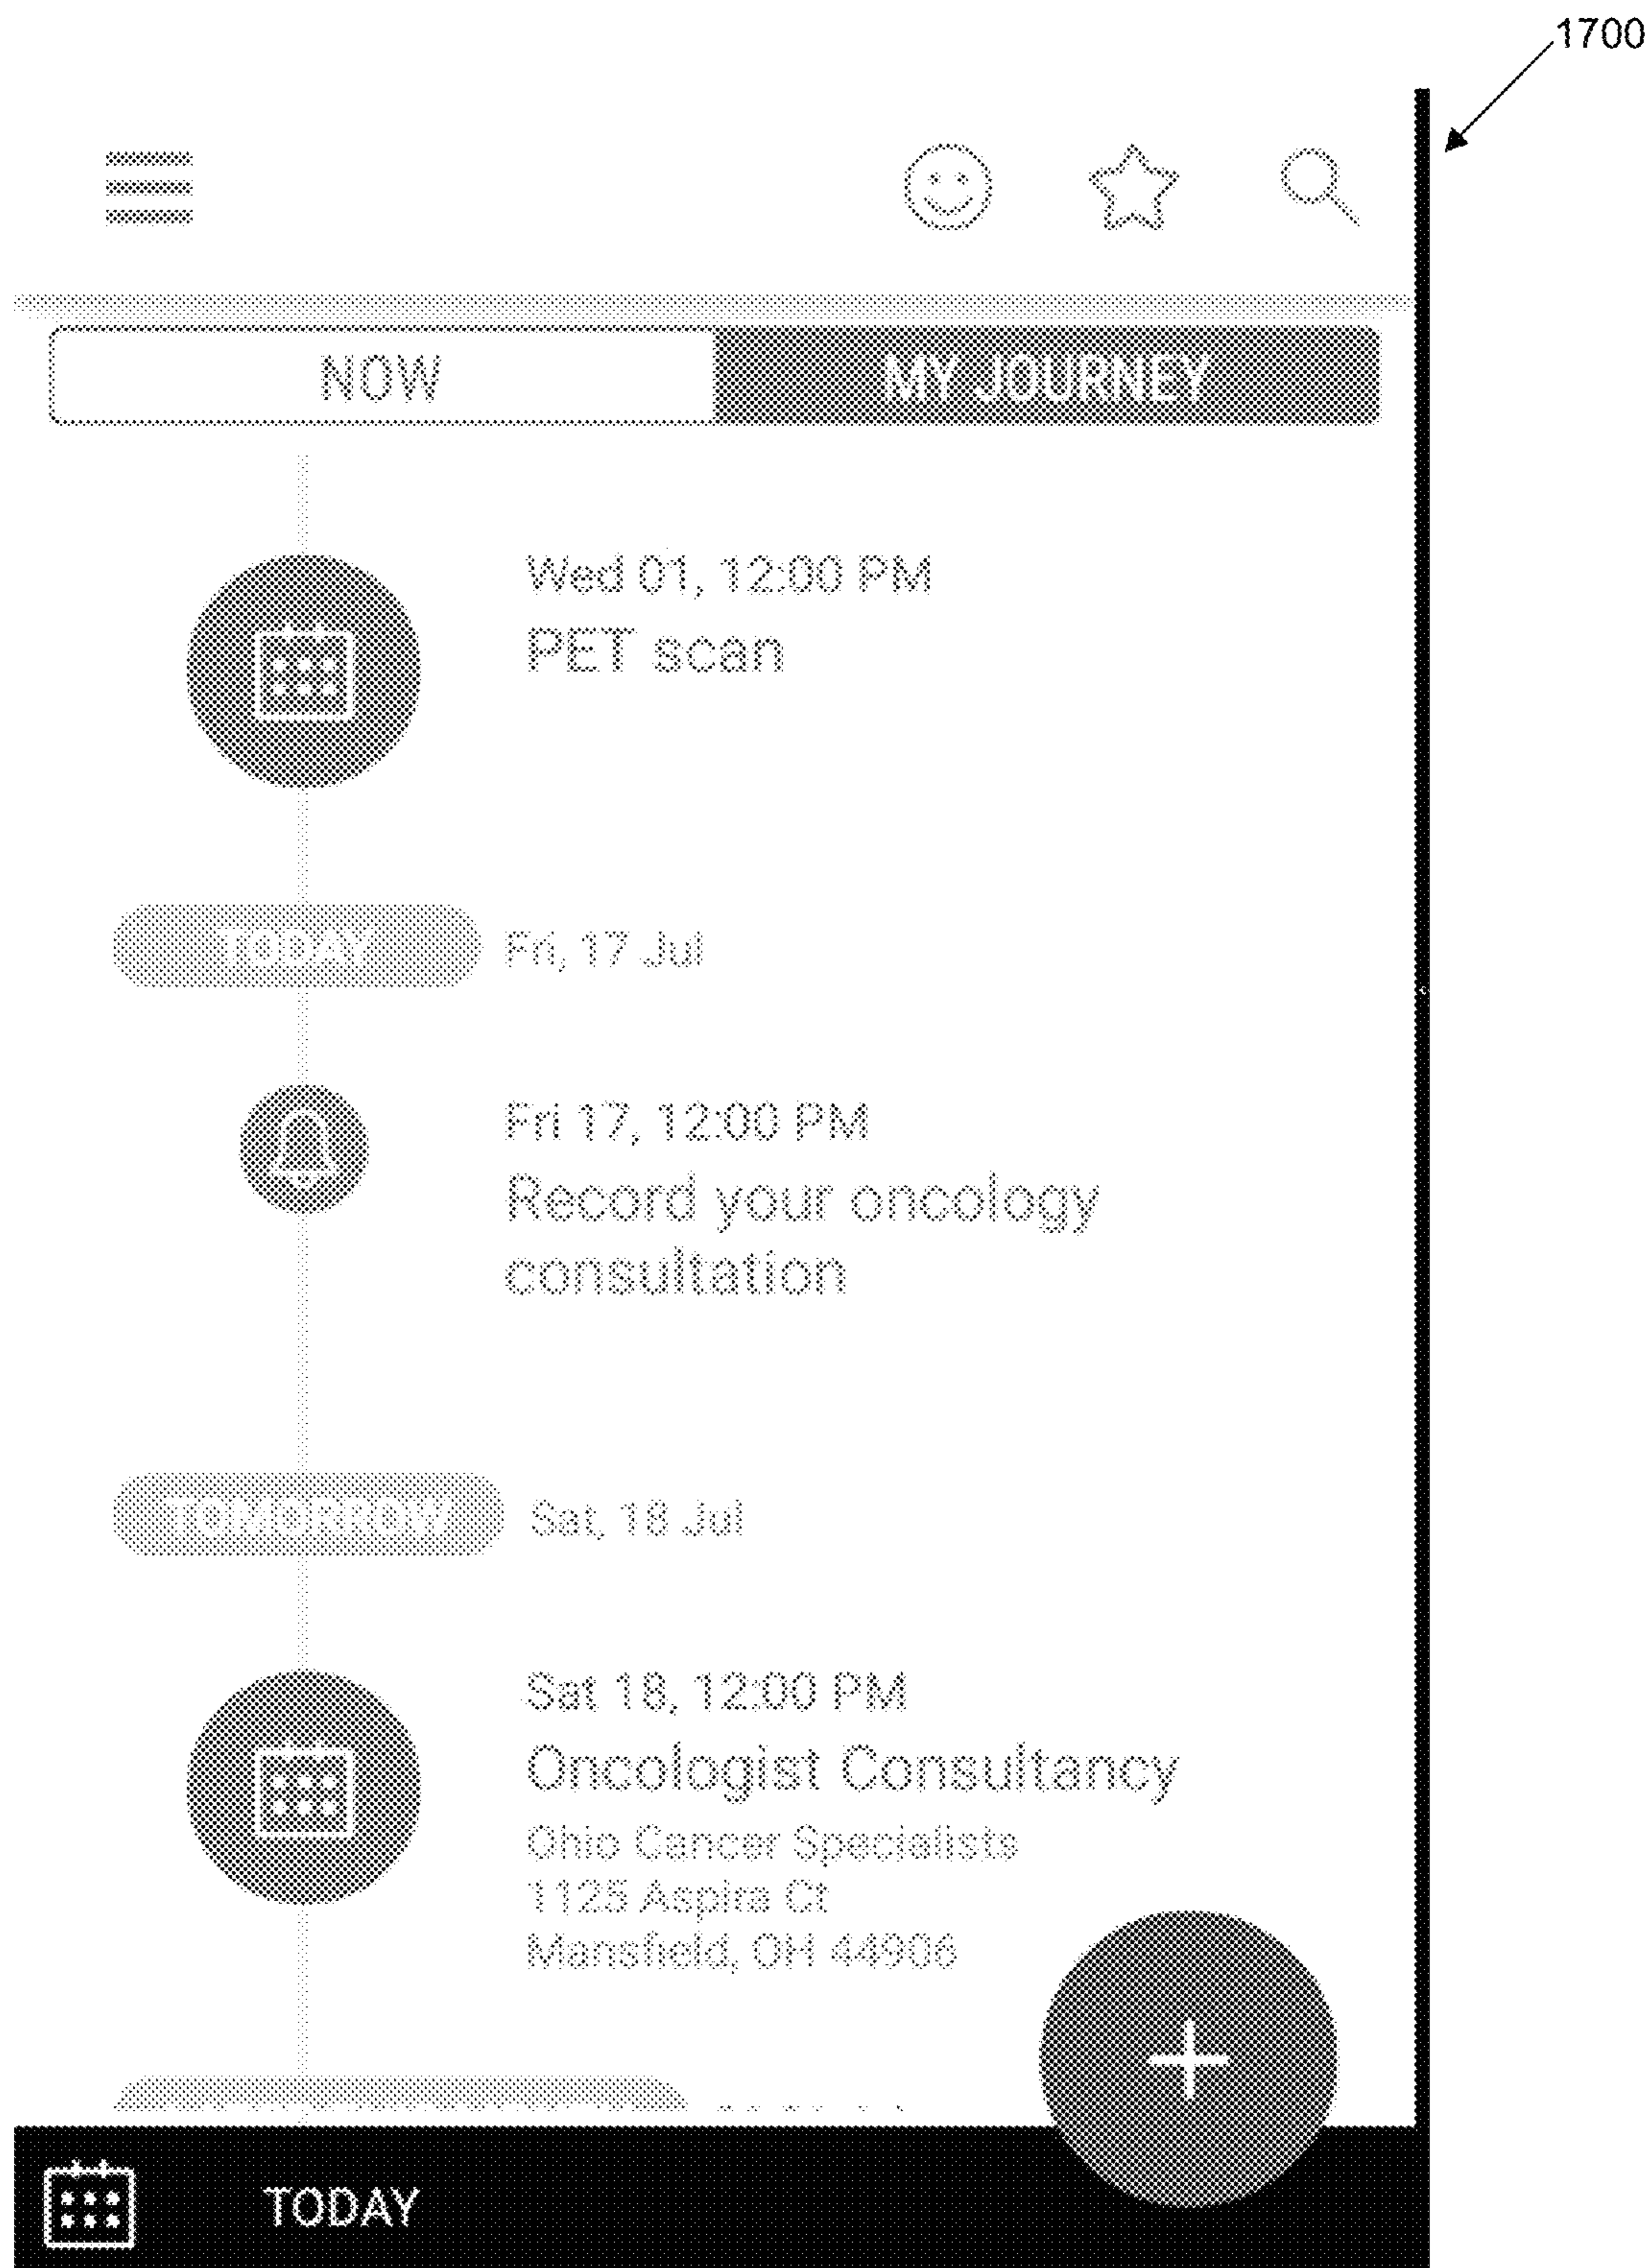 1700
NOW
MY JOURNEY
Wed 01, 12:00 PM
PET scan
TODAY
Fri, 17 Jul
Fri 17, 12:00 PM
Record your oncology
consultation
TOMORROW
Sat, 18 Jul
Sat 18, 12:00 PM
Oncologist Consultancy
Ohio Cancer Specialists
1125 Aspira Ct
Mansfield, OH 44906
TODAY